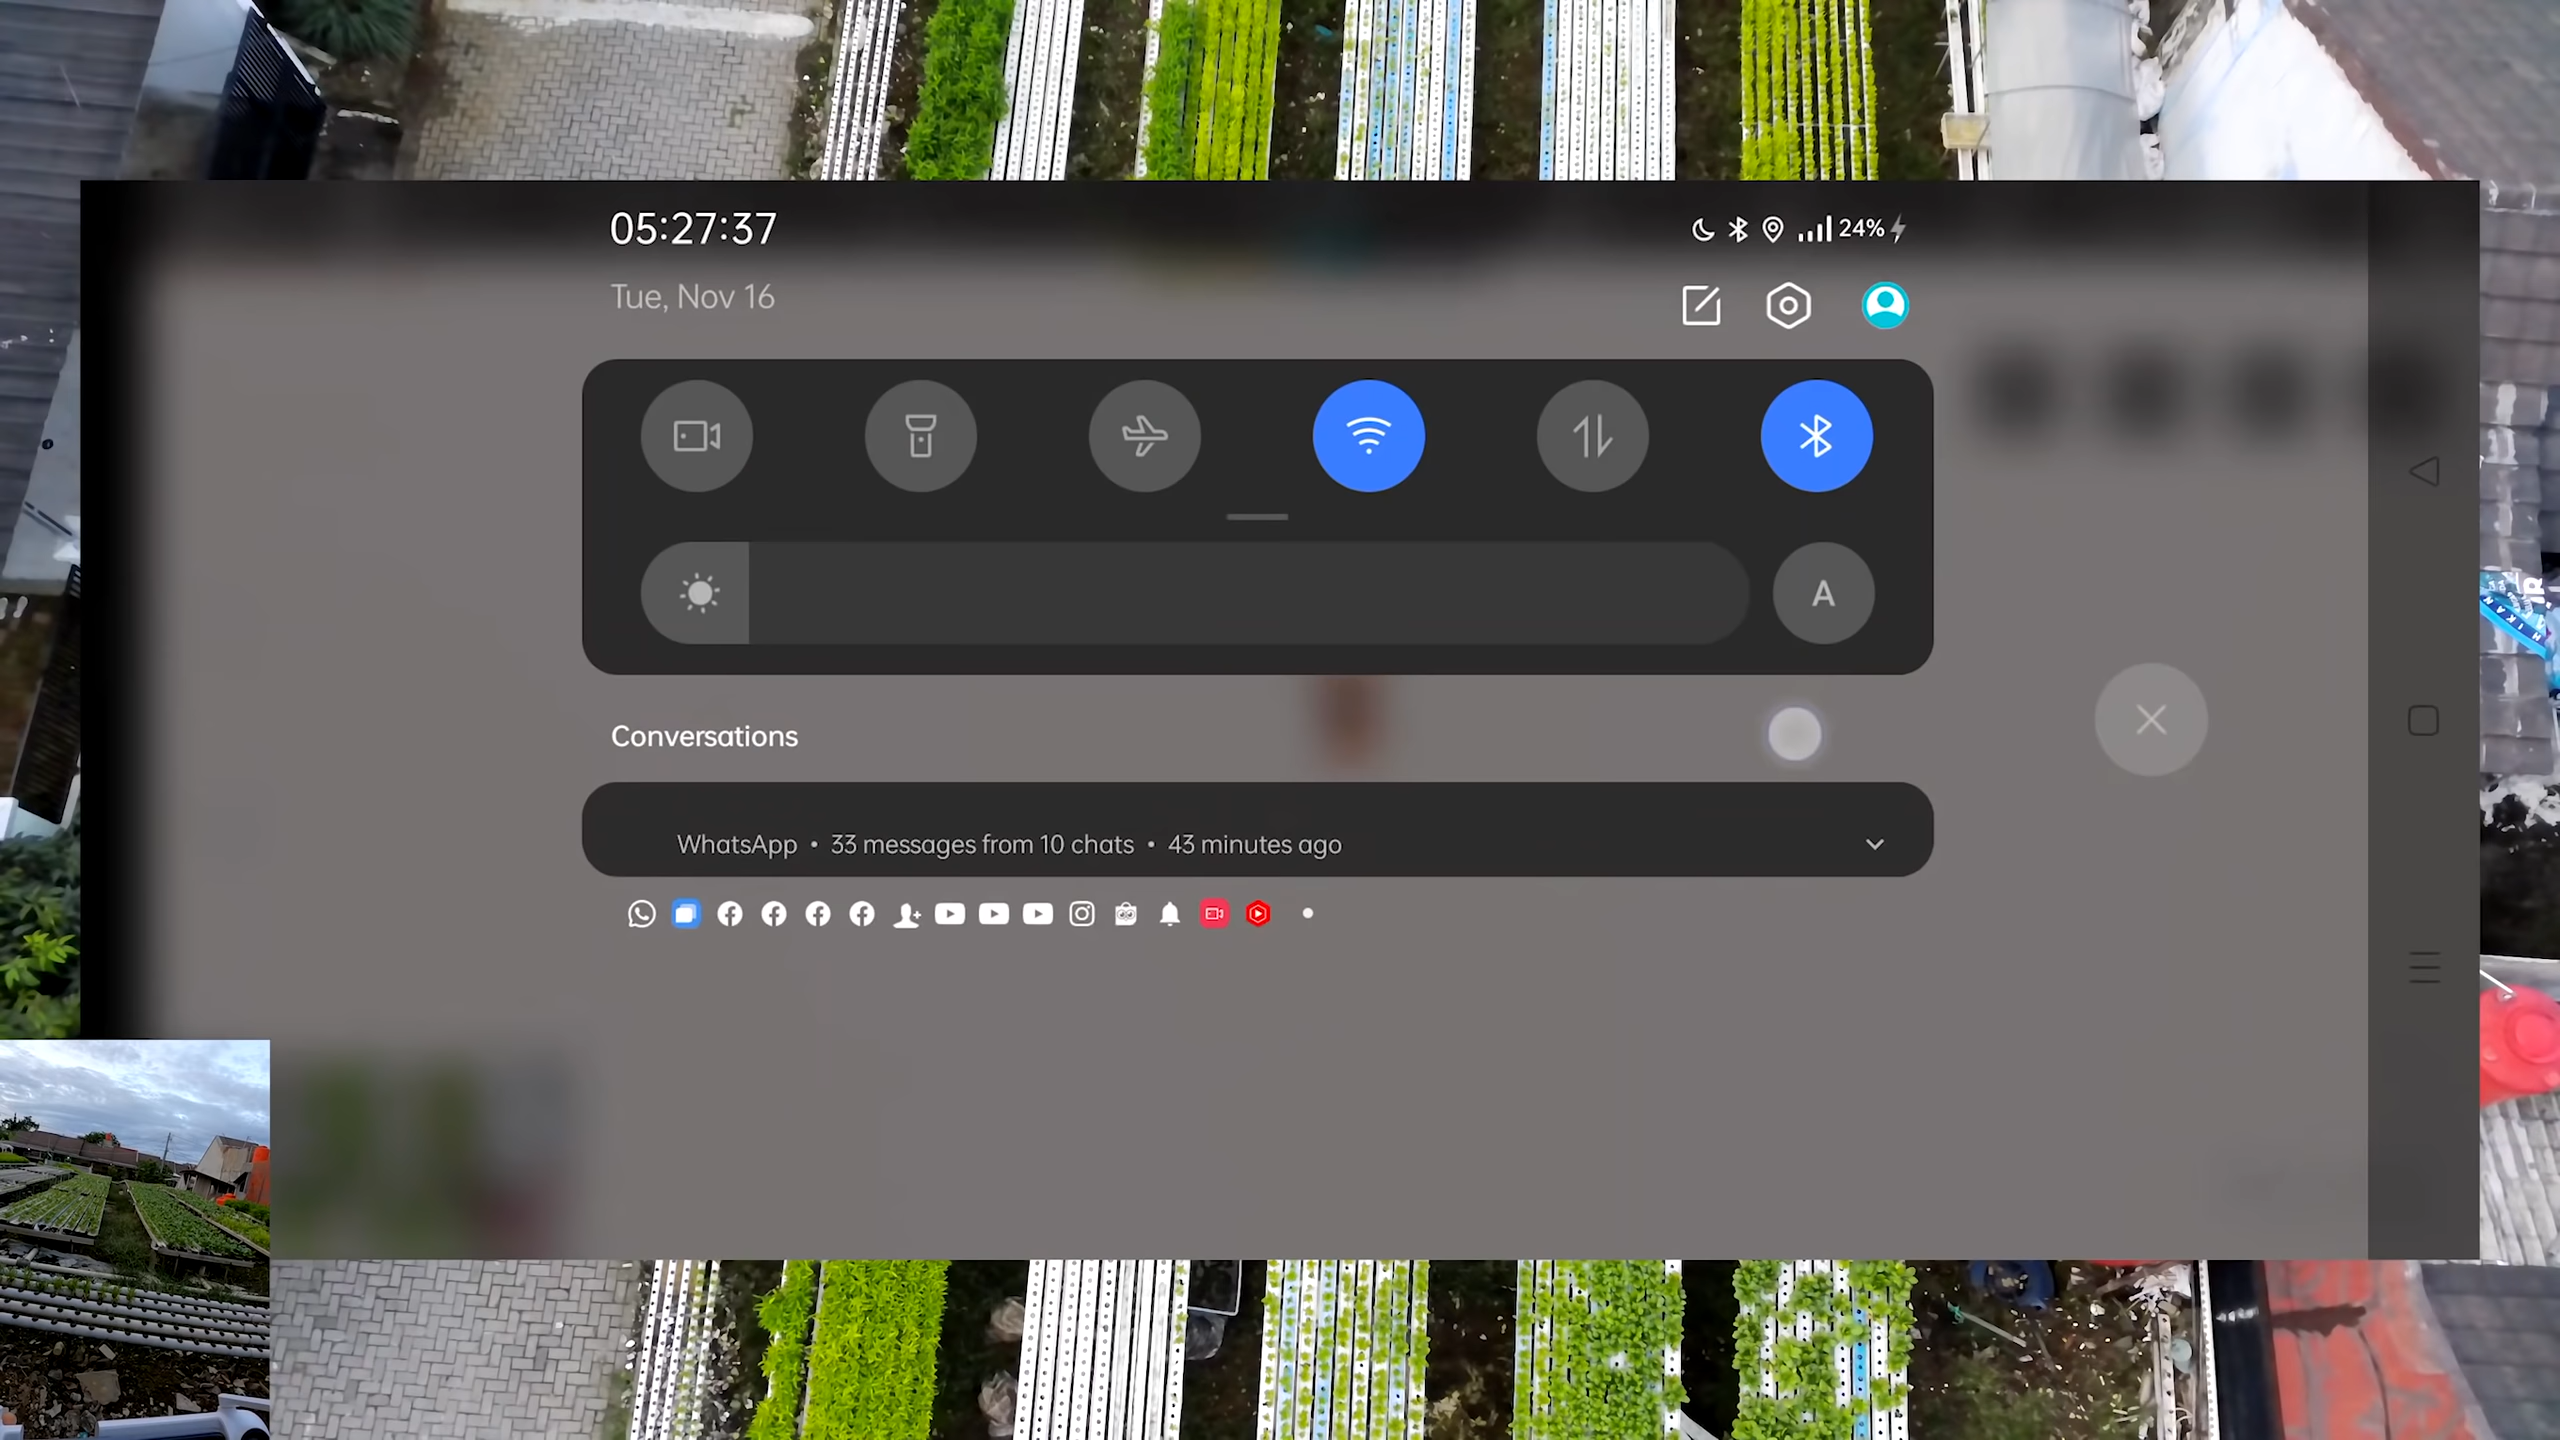 05:27:37
24%
Tue, Nov 16
A
Conversations
WhatsApp • 33 messages from 10 chats • 43 minutes ago